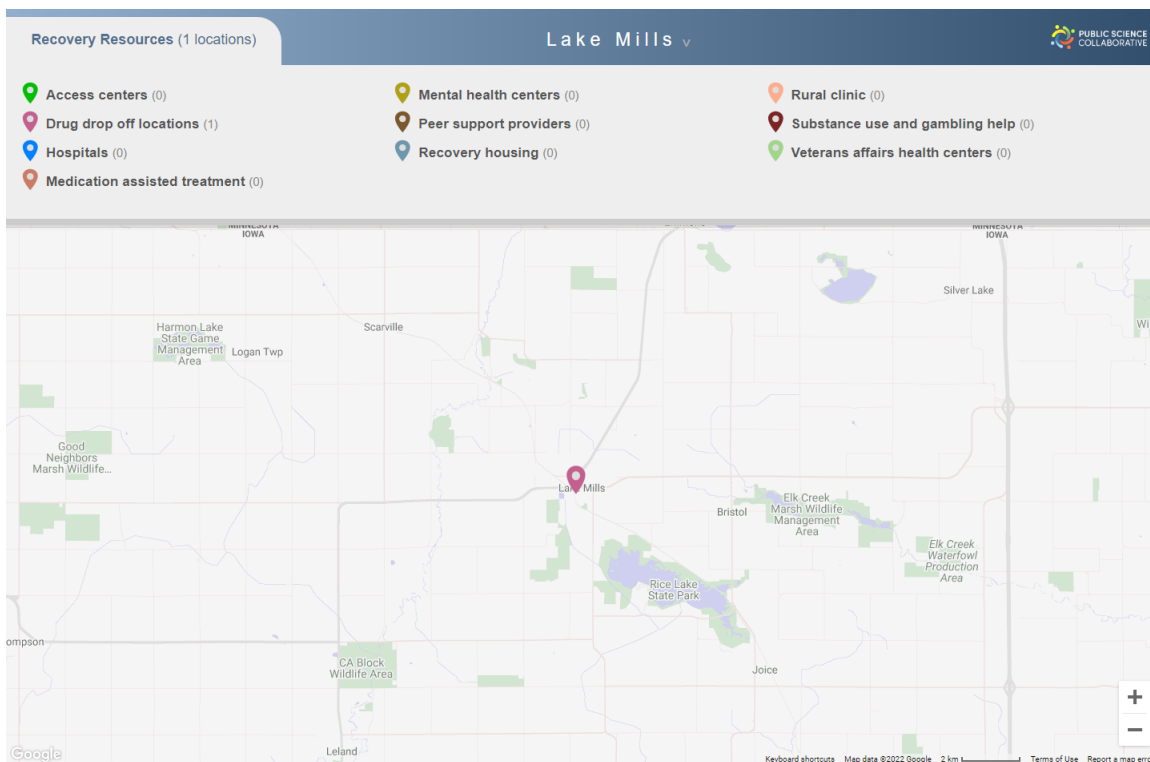 Recovery Resources (1 locations)
Lake Mills v
PUBLIC SCIENCE
COLLABORATIVE
Access centers (0)
Mental health centers (0)
Rural clinic (0)
Drug drop off locations (1)
Peer support providers (0)
Substance use and gambling help (0)
Hospitals (0)
Recovery housing (0)
Veterans affairs health centers (0)
Medication assisted treatment (0)
MINNESOTA
IOWA
MINNESOTA
IOWA
Silver Lake
Harmon Lake
State Game
Management
Area
Scarville
Logan Twp
Wi
Good
Neighbors
Marsh Wildlife...
Lake Mills
Bristol
Elk Creek
Marsh Wildlife
Management
Area
Elk Creek
Waterfowl
Production
Area
Rice Lake
State Park
ompson
CA Block
Wildlife Area
Joice
Leland
+
−
Google
Keyboard shortcuts Map data ©2022 Google 2 km Terms of Use Report a map erro